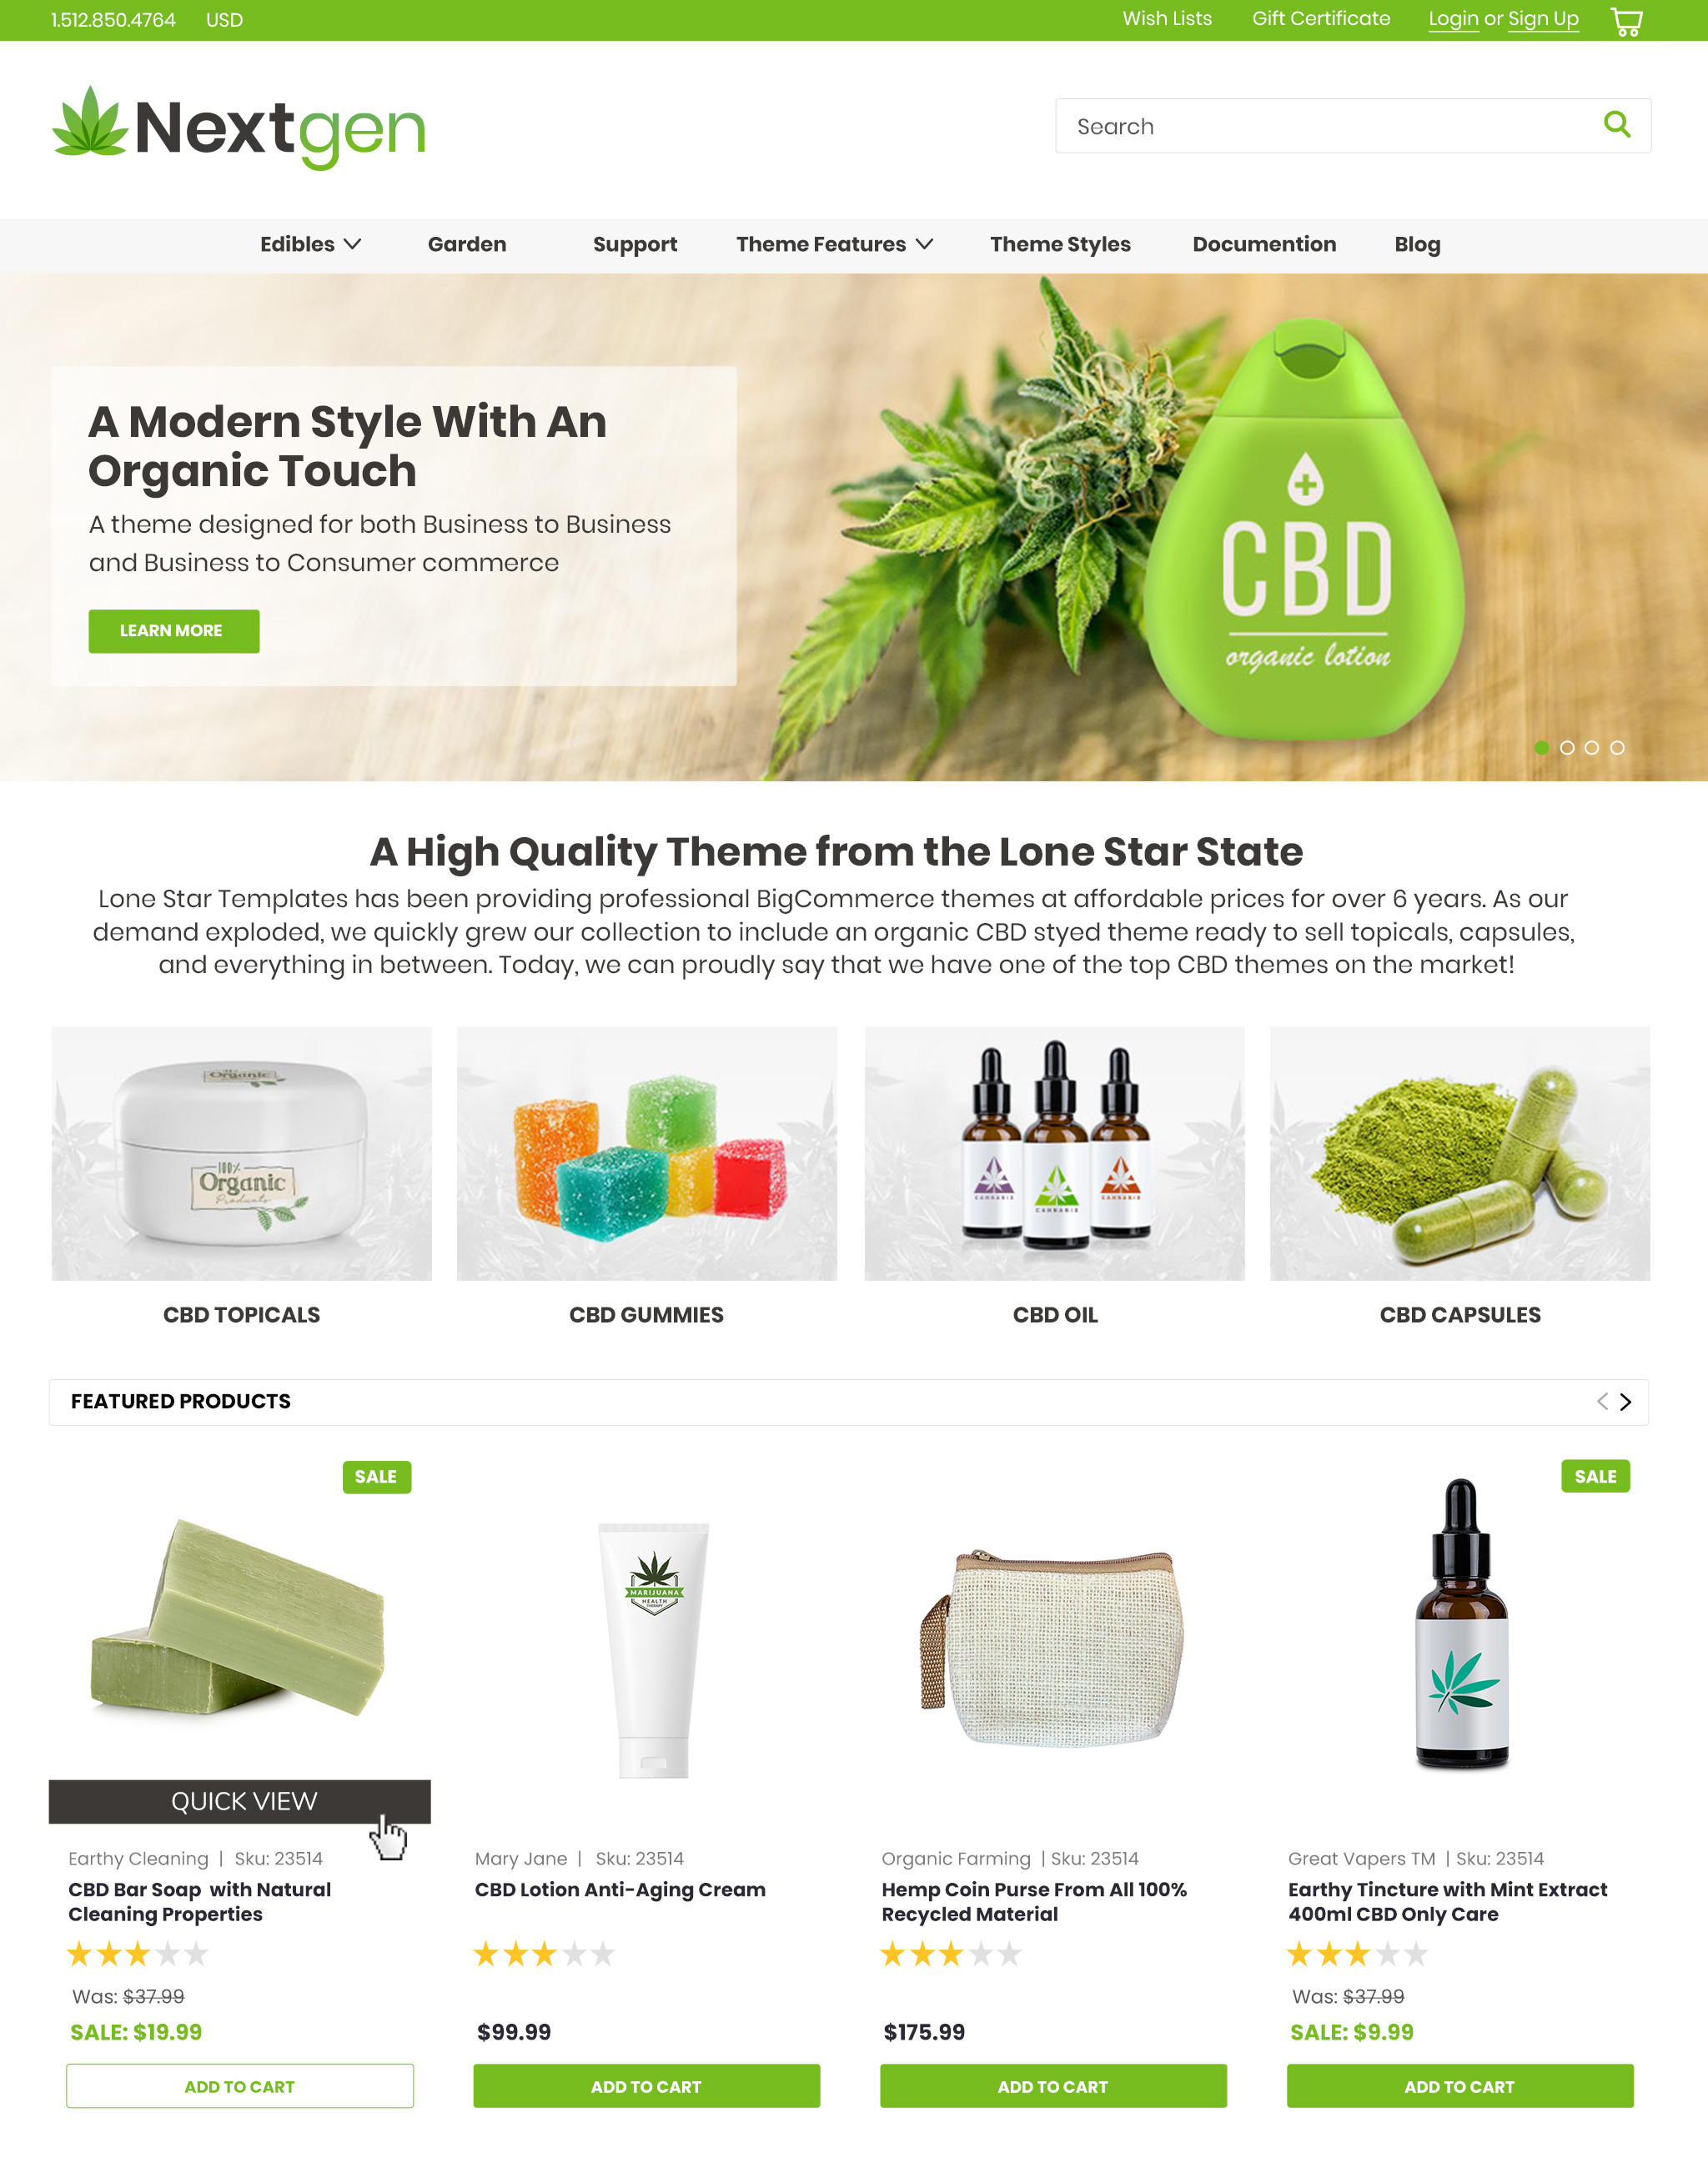 1.512.850.4764 USD Wish Lists Gift Certificate Login or Sign Up
Nextgen
Search
Edibles Garden Support Theme Features Theme Styles Documention Blog
A Modern Style With An
Organic Touch
A theme designed for both Business to Business
and Business to Consumer commerce
LEARN MORE
CBD
organic lotion
A High Quality Theme from the Lone Star State
Lone Star Templates has been providing professional BigCommerce themes at affordable prices for over 6 years. As our
demand exploded, we quickly grew our collection to include an organic CBD styed theme ready to sell topicals, capsules,
and everything in between. Today, we can proudly say that we have one of the top CBD themes on the market!
Organic
100%
Organic
Products
CANNABIS
CANNABIS
CANNABIS
CBD TOPICALS
CBD GUMMIES
CBD OIL
CBD CAPSULES
FEATURED PRODUCTS
SALE
SALE
MARIJUANA
HEALTH
THERAPY
QUICK VIEW
Earthy Cleaning | Sku: 23514
CBD Bar Soap with Natural
Cleaning Properties
Was: $37.99
SALE: $19.99
ADD TO CART
Mary Jane | Sku: 23514
CBD Lotion Anti-Aging Cream
$99.99
ADD TO CART
Organic Farming | Sku: 23514
Hemp Coin Purse From All 100%
Recycled Material
$175.99
ADD TO CART
Great Vapers TM | Sku: 23514
Earthy Tincture with Mint Extract
400ml CBD Only Care
Was: $37.99
SALE: $9.99
ADD TO CART